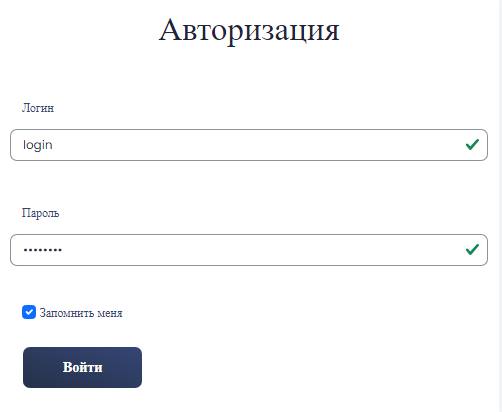 Авторизация
Логин
login
Пароль
••••••••
Запомнить меня
Войти